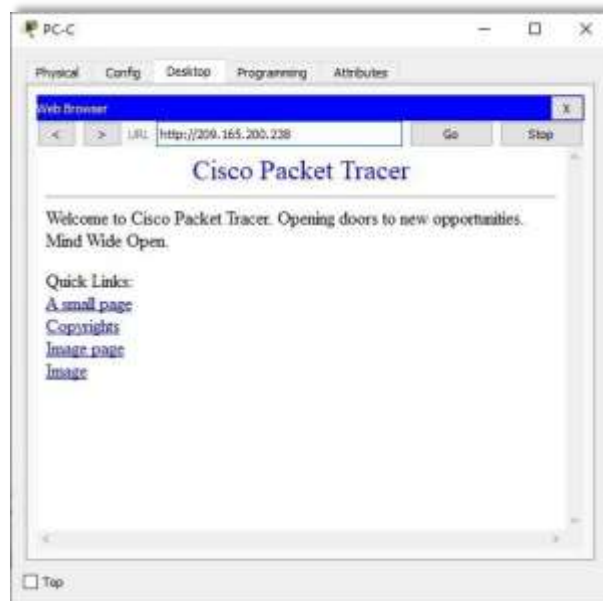 PC-C
Physical Config Desktop Programming Attributes
Web Browser X
< > URL http://209.165.200.238 Go Stop
Cisco Packet Tracer
Welcome to Cisco Packet Tracer. Opening doors to new opportunities.
Mind Wide Open.
Quick Links:
A small page
Copyrights
Image page
Image
Top